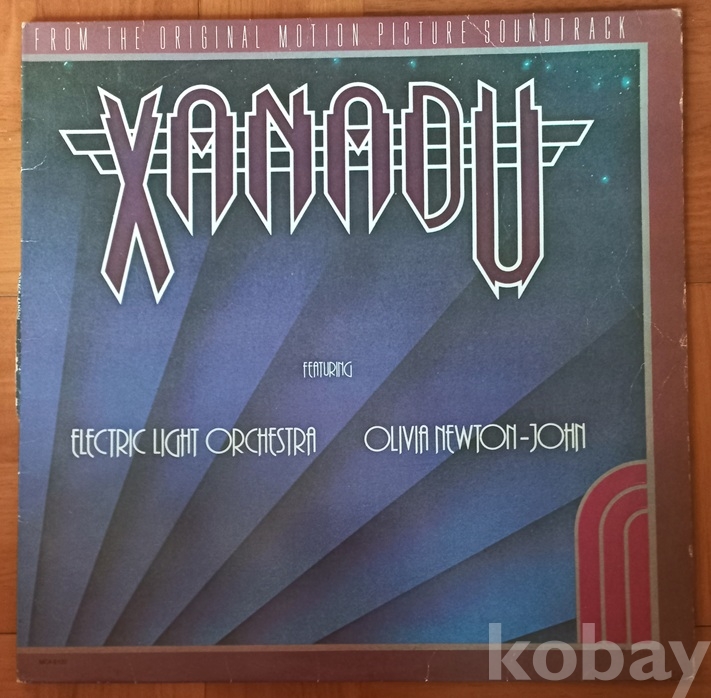 FROM THE ORIGINAL MOTION PICTURE SOUNDTRACK
XANADU
FEATURING
ELECTRIC LIGHT ORCHESTRA OLIVIA NEWTON-JOHN
kobay